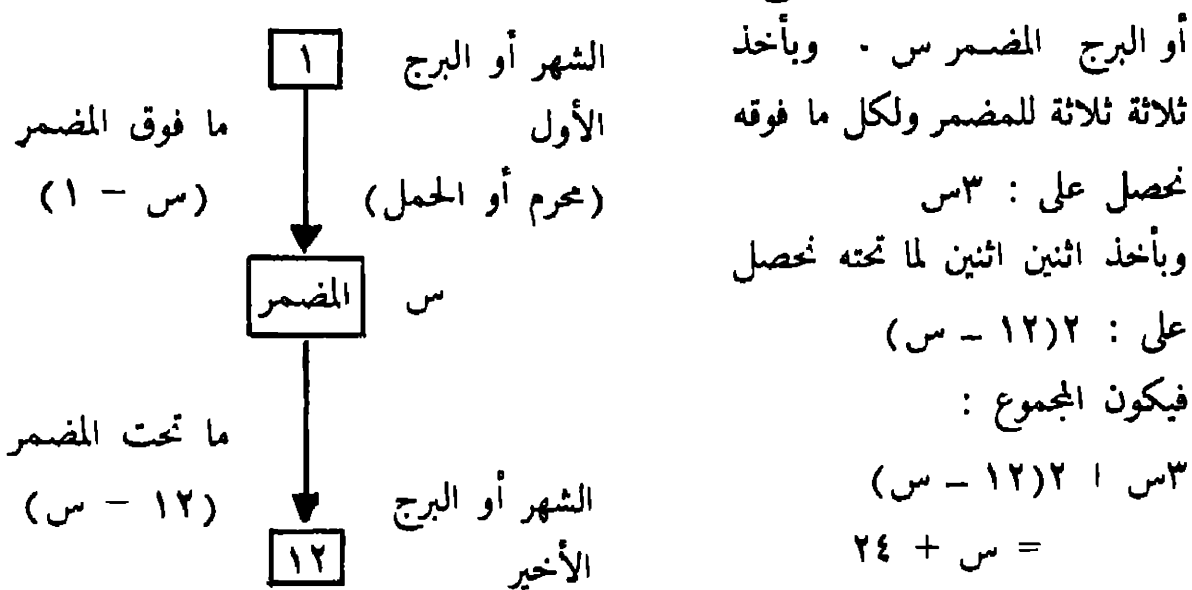 أو البرج المضمر س . وبأخذ
ثلاثة ثلاثة للمضمر ولكل ما فوقه
نحصل على : ٣س
وبأخذ اثنين اثنين لما تحته نحصل
على : ٢(١٢ – س)
فيكون المجموع :
٣س ا ٢(١٢ – س)
= س + ٢٤
١
الشهر أو البرج
الأول
(محرم أو الحمل)
ما فوق المضمر
(س – ١)
س
المضمر
ما تحت المضمر
(١٢ – س)
الشهر أو البرج
الأخير
١٢